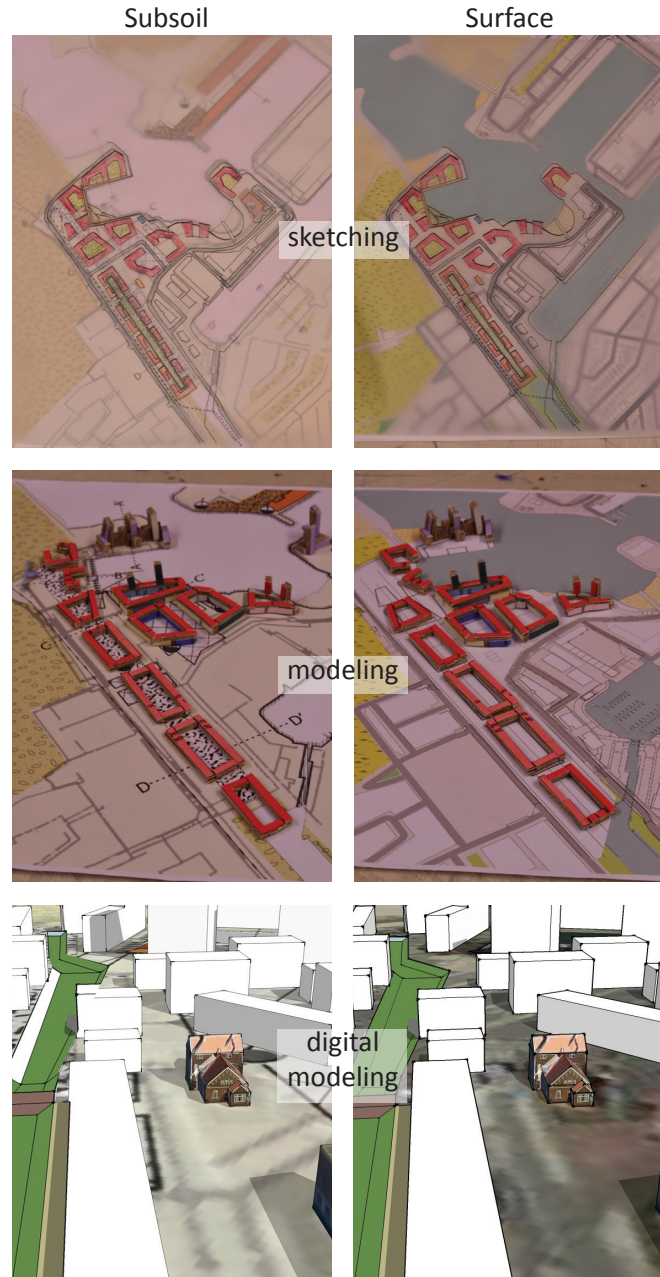 Subsoil
Surface
sketching
modeling
C'
B
C
D'
D
digital
modeling